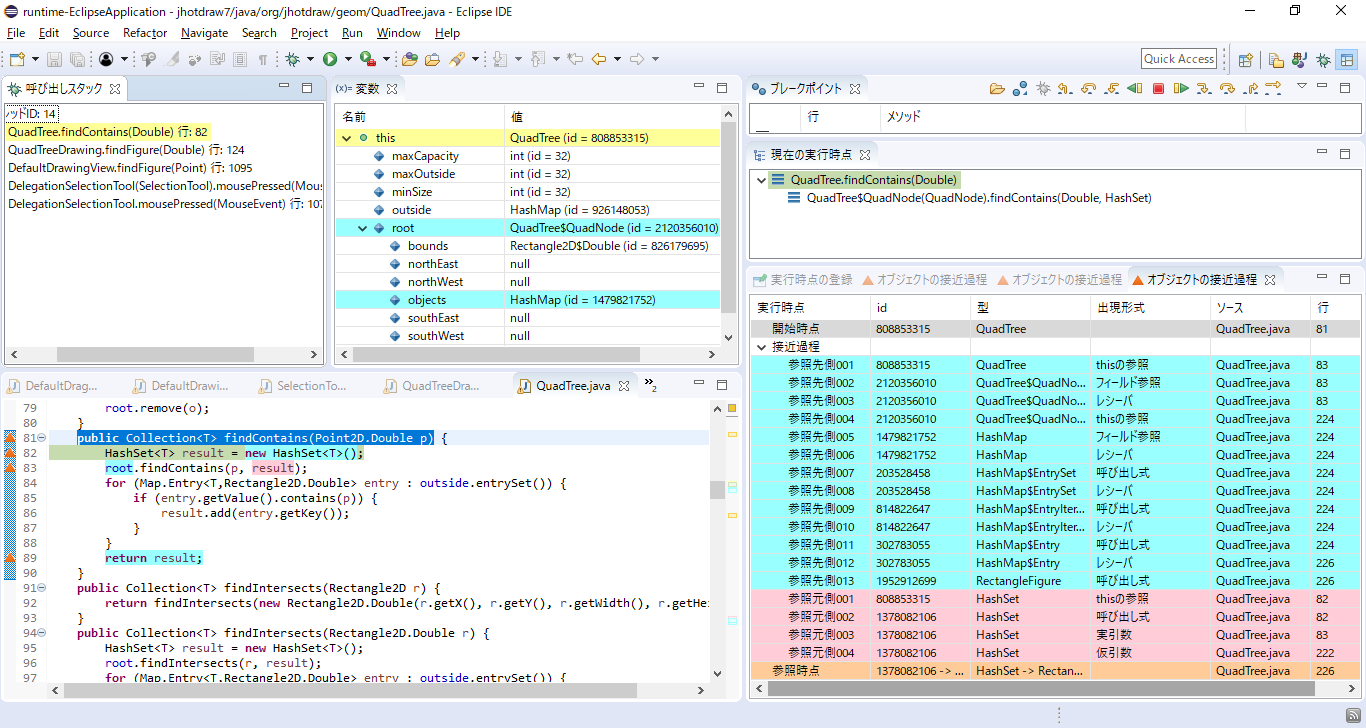 runtime-EclipseApplication - jhotdraw7/java/org/jhotdraw/geom/QuadTree.java - Eclipse IDE
File Edit Source Refactor Navigate Search Project Run Window Help
Quick Access
呼び出しスタック
ﾉッドID: 14
QuadTree.findContains(Double) 行: 82
QuadTreeDrawing.findFigure(Double) 行: 124
DefaultDrawingView.findFigure(Point) 行: 1095
DelegationSelectionTool(SelectionTool).mousePressed(Mous
DelegationSelectionTool.mousePressed(MouseEvent) 行: 107
(x)= 変数
名前 値
this QuadTree (id = 808853315)
maxCapacity int (id = 32)
maxOutside int (id = 32)
minSize int (id = 32)
outside HashMap (id = 926148053)
root QuadTree$QuadNode (id = 2120356010)
bounds Rectangle2D$Double (id = 826179695)
northEast null
northWest null
objects HashMap (id = 1479821752)
southEast null
southWest null
ブレークポイント
行 メソッド
現在の実行時点
QuadTree.findContains(Double)
QuadTree$QuadNode(QuadNode).findContains(Double, HashSet)
DefaultDrag... DefaultDrawi... SelectionTo... QuadTreeDra... QuadTree.java »2
79 root.remove(o);
80 }
81 public Collection<T> findContains(Point2D.Double p) {
82 HashSet<T> result = new HashSet<T>();
83 root.findContains(p, result);
84 for (Map.Entry<T,Rectangle2D.Double> entry : outside.entrySet()) {
85 if (entry.getValue().contains(p)) {
86 result.add(entry.getKey());
87 }
88 }
89 return result;
90 }
91 public Collection<T> findIntersects(Rectangle2D r) {
92 return findIntersects(new Rectangle2D.Double(r.getX(), r.getY(), r.getWidth(), r.getHei
93 }
94 public Collection<T> findIntersects(Rectangle2D.Double r) {
95 HashSet<T> result = new HashSet<T>();
96 root.findIntersects(r, result);
97 for (Map.Entry<T,Rectangle2D.Double> entry : outside.entrySet()) {
実行時点の登録 オブジェクトの接近過程 オブジェクトの接近過程 オブジェクトの接近過程
実行時点 id 型 出現形式 ソース 行
開始時点 808853315 QuadTree QuadTree.java 81
接近過程
参照先側001 808853315 QuadTree thisの参照 QuadTree.java 83
参照先側002 2120356010 QuadTree$QuadNo... フィールド参照 QuadTree.java 83
参照先側003 2120356010 QuadTree$QuadNo... レシーバ QuadTree.java 83
参照先側004 2120356010 QuadTree$QuadNo... thisの参照 QuadTree.java 224
参照先側005 1479821752 HashMap フィールド参照 QuadTree.java 224
参照先側006 1479821752 HashMap レシーバ QuadTree.java 224
参照先側007 203528458 HashMap$EntrySet 呼び出し式 QuadTree.java 224
参照先側008 203528458 HashMap$EntrySet レシーバ QuadTree.java 224
参照先側009 814822647 HashMap$EntryIter... 呼び出し式 QuadTree.java 224
参照先側010 814822647 HashMap$EntryIter... レシーバ QuadTree.java 224
参照先側011 302783055 HashMap$Entry 呼び出し式 QuadTree.java 224
参照先側012 302783055 HashMap$Entry レシーバ QuadTree.java 226
参照先側013 1952912699 RectangleFigure 呼び出し式 QuadTree.java 226
参照元側001 808853315 HashSet thisの参照 QuadTree.java 82
参照元側002 1378082106 HashSet 呼び出し式 QuadTree.java 82
参照元側003 1378082106 HashSet 実引数 QuadTree.java 83
参照元側004 1378082106 HashSet 仮引数 QuadTree.java 222
参照時点 1378082106 -> ... HashSet -> Rectan... QuadTree.java 226